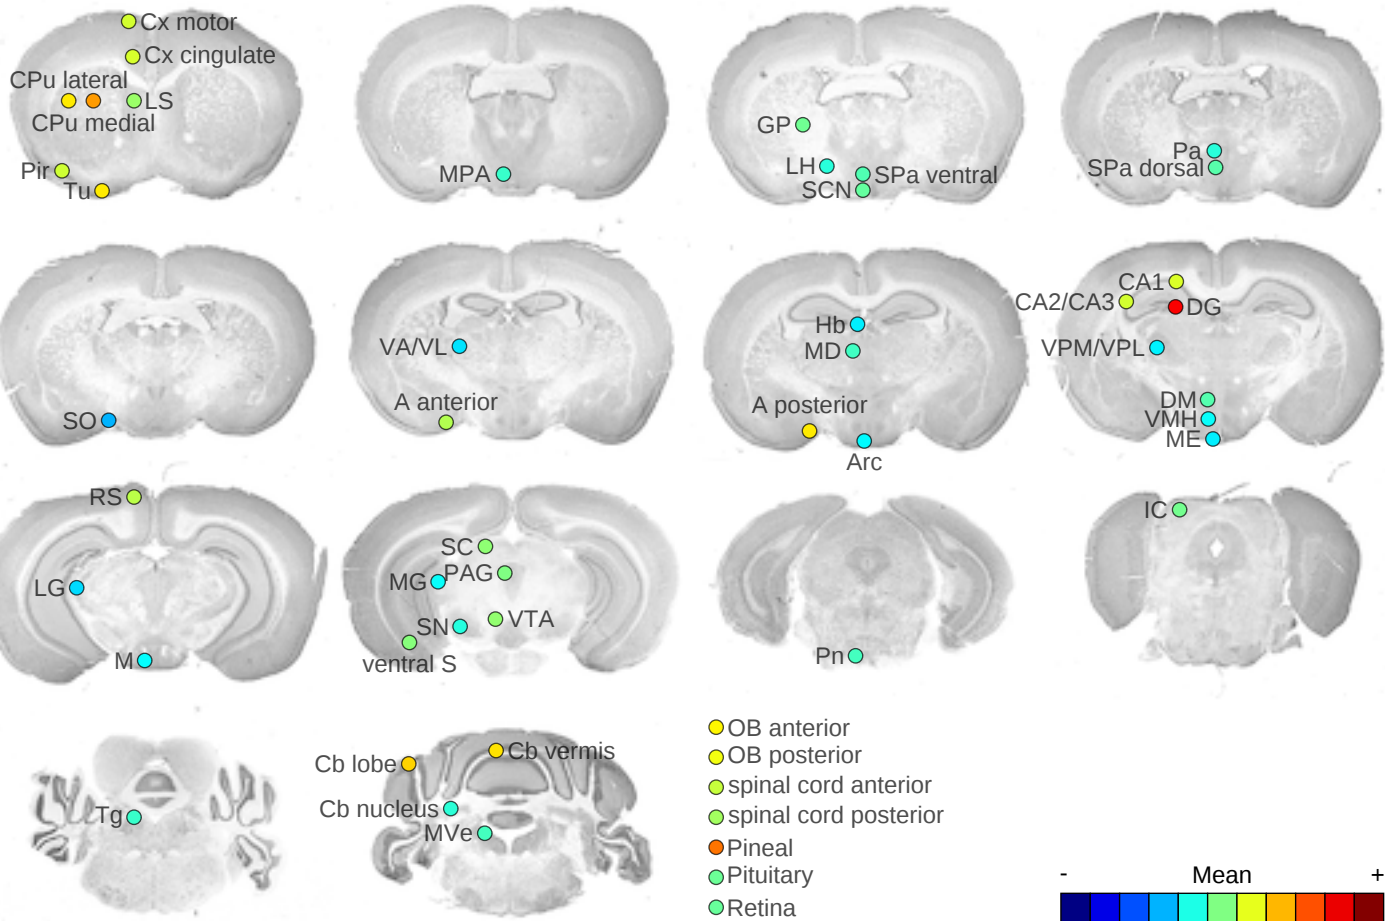 Cx motor
Cx cingulate
CPu lateral
LS
CPu medial
Pir
Tu
MPA
GP
LH
SPa ventral
SCN
Pa
SPa dorsal
SO
VA/VL
A anterior
Hb
MD
A posterior
Arc
CA1
CA2/CA3
DG
VPM/VPL
DM
VMH
ME
RS
LG
M
SC
PAG
MG
VTA
SN
ventral S
Pn
IC
Tg
Cb lobe
Cb vermis
Cb nucleus
MVe
OB anterior
OB posterior
spinal cord anterior
spinal cord posterior
Pineal
Pituitary
Retina
- Mean +